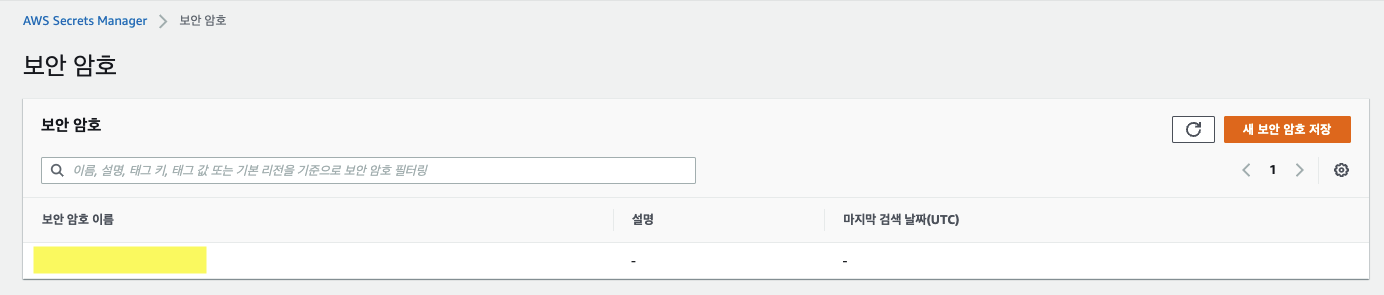 AWS Secrets Manager > 보안 암호
보안 암호
보안 암호
새 보안 암호 저장
이름, 설명, 태그 키, 태그 값 또는 기본 리전을 기준으로 보안 암호 필터링
1
보안 암호 이름 설명 마지막 검색 날짜(UTC)
- -